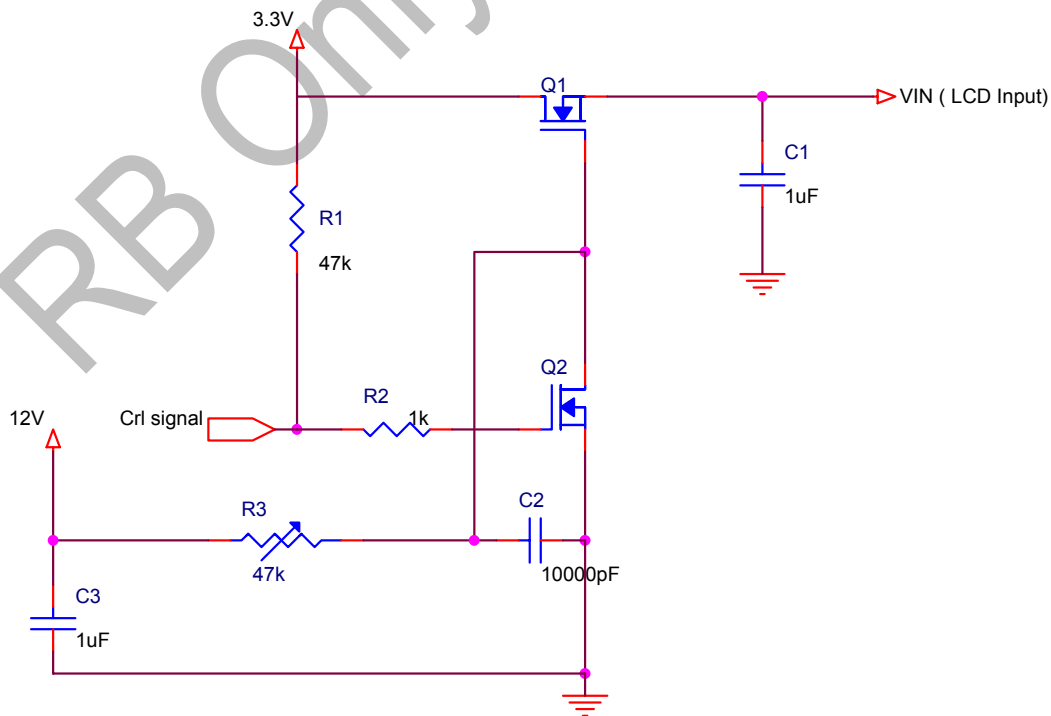 RB Only
3.3V
Q1
VIN ( LCD Input)
C1
1uF
R1
47k
Q2
R2
1k
12V
Crl signal
R3
47k
C2
10000pF
C3
1uF